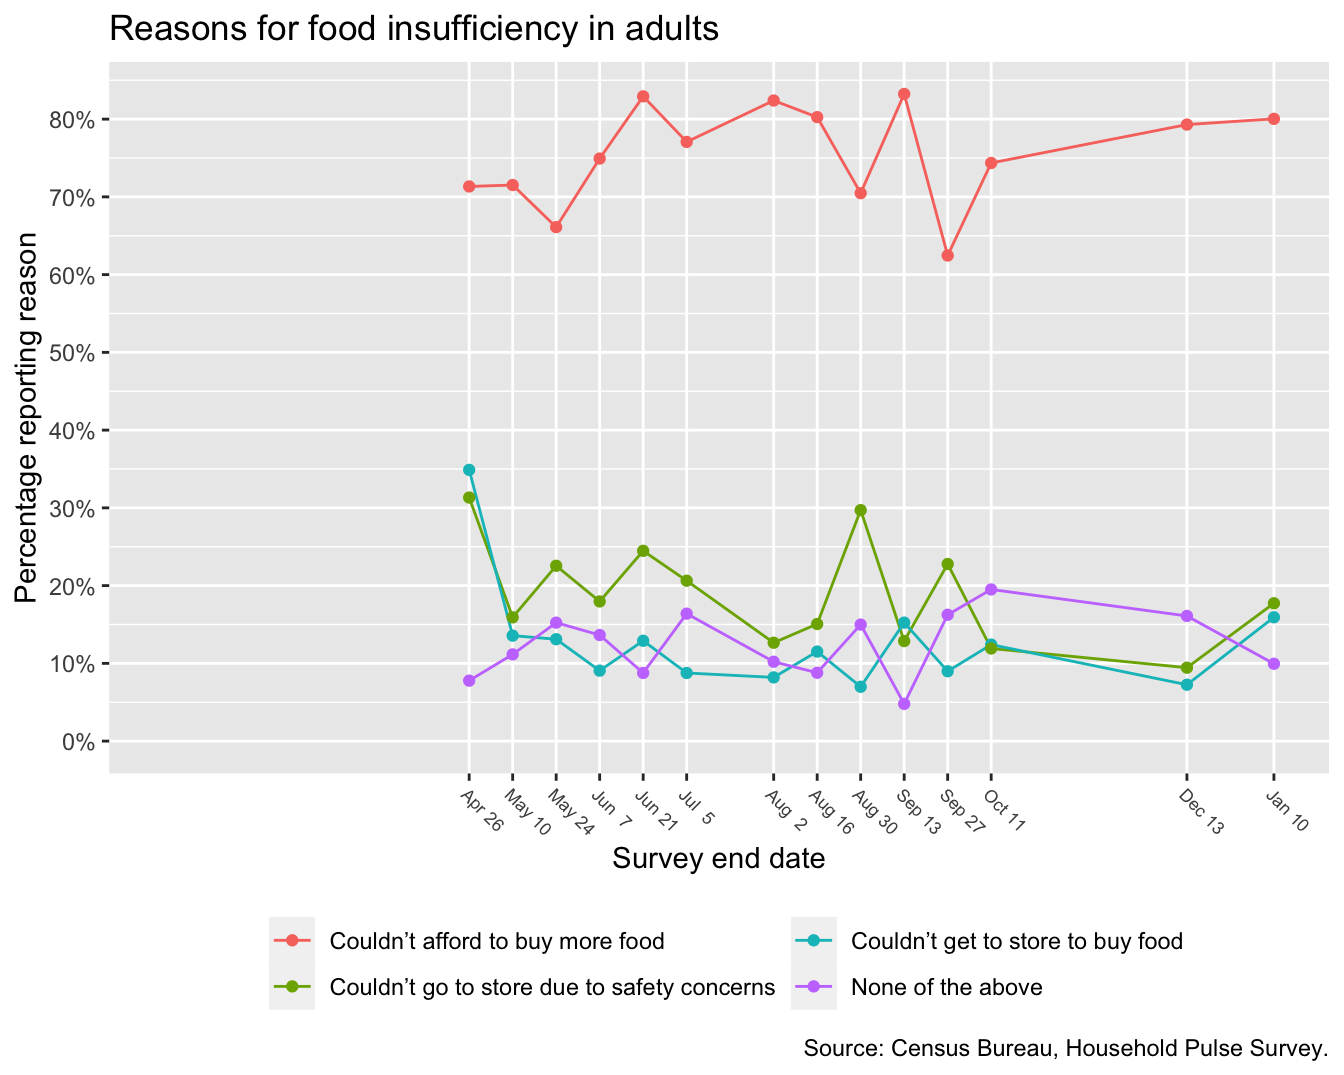 Reasons for food insufficiency in adults
Percentage reporting reason
80%
70%
60%
50%
40%
30%
20%
10%
0%
Apr 26
May 10
May 24
Jun  7
Jun 21
Jul  5
Aug  2
Aug 16
Aug 30
Sep 13
Sep 27
Oct 11
Dec 13
Jan 10
Survey end date
Couldn’t afford to buy more food
Couldn’t get to store to buy food
Couldn’t go to store due to safety concerns
None of the above
Source: Census Bureau, Household Pulse Survey.